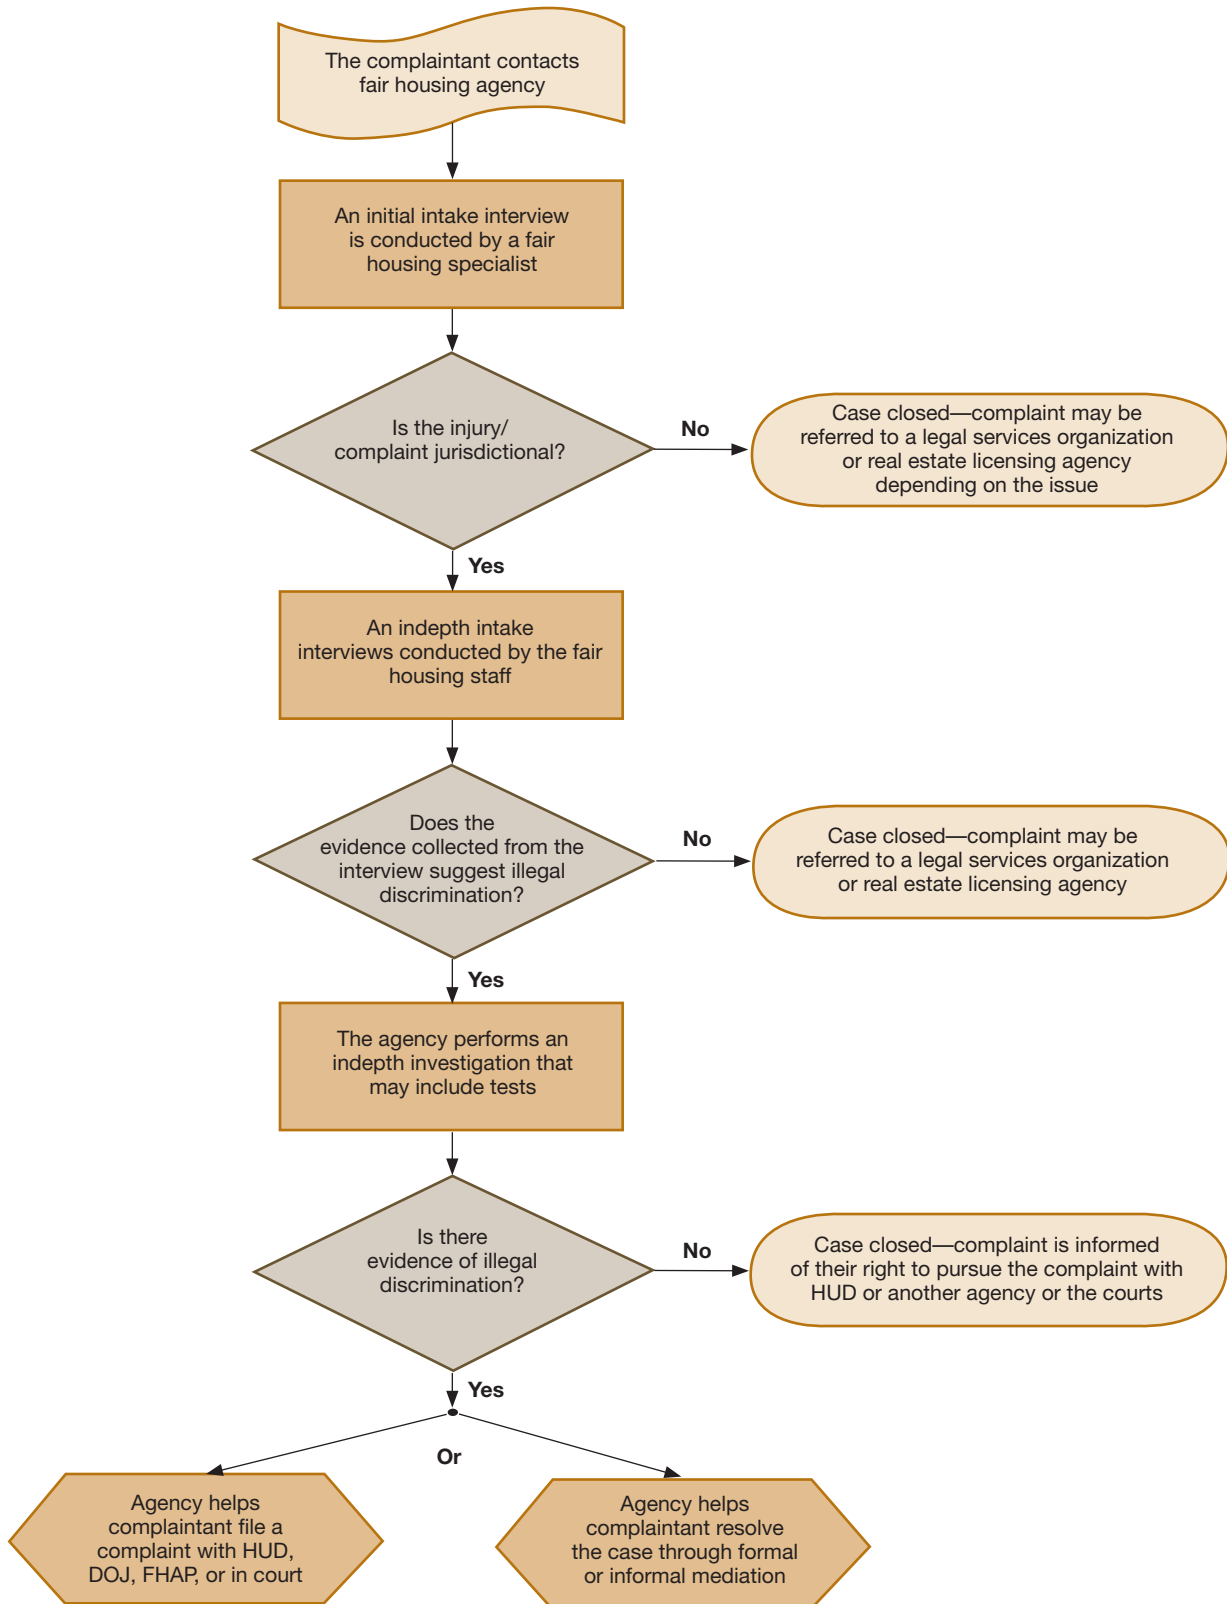 The complaintant contacts
fair housing agency
An initial intake interview
is conducted by a fair
housing specialist
Is the injury/
complaint jurisdictional?
No
Case closed—complaint may be
referred to a legal services organization
or real estate licensing agency
depending on the issue
Yes
An indepth intake
interviews conducted by the fair
housing staff
Does the
evidence collected from the
interview suggest illegal
discrimination?
No
Case closed—complaint may be
referred to a legal services organization
or real estate licensing agency
Yes
The agency performs an
indepth investigation that
may include tests
Is there
evidence of illegal
discrimination?
No
Case closed—complaint is informed
of their right to pursue the complaint with
HUD or another agency or the courts
Yes
Or
Agency helps
complaintant file a
complaint with HUD,
DOJ, FHAP, or in court
Agency helps
complaintant resolve
the case through formal
or informal mediation